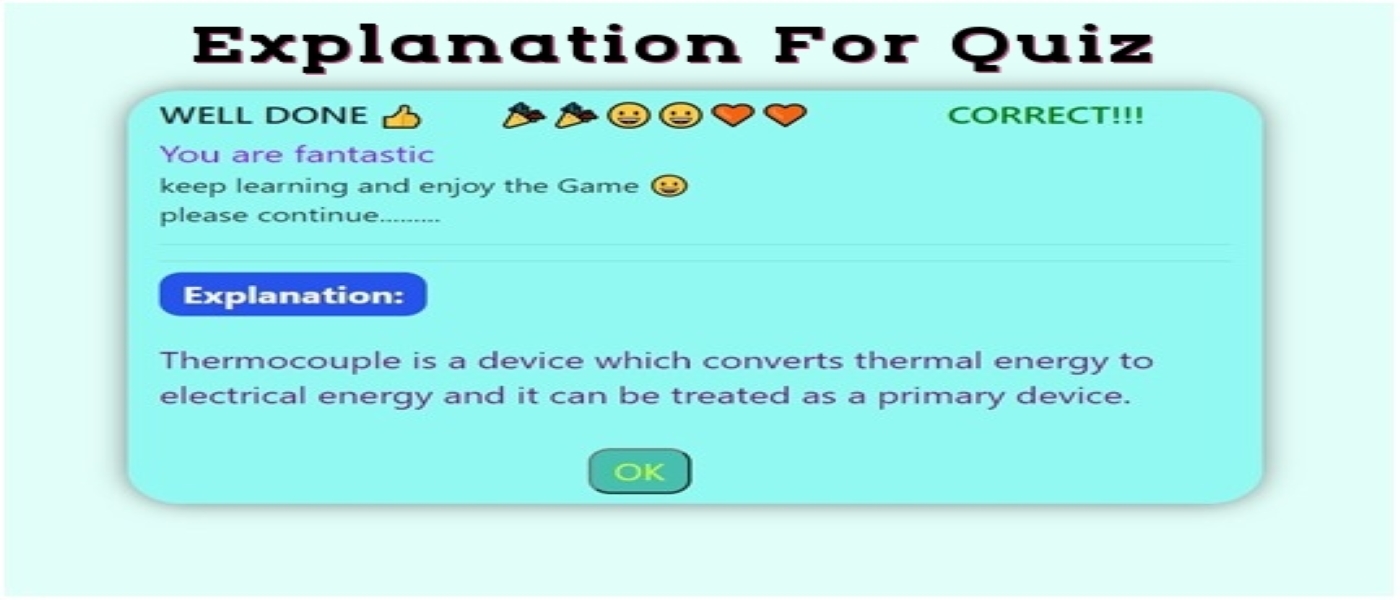 Explanation For Quiz
WELL DONE 👍 🎉🎉😀😀❤️❤️ CORRECT!!!
You are fantastic
keep learning and enjoy the Game 😀
please continue.........
Explanation:
Thermocouple is a device which converts thermal energy to
electrical energy and it can be treated as a primary device.
OK